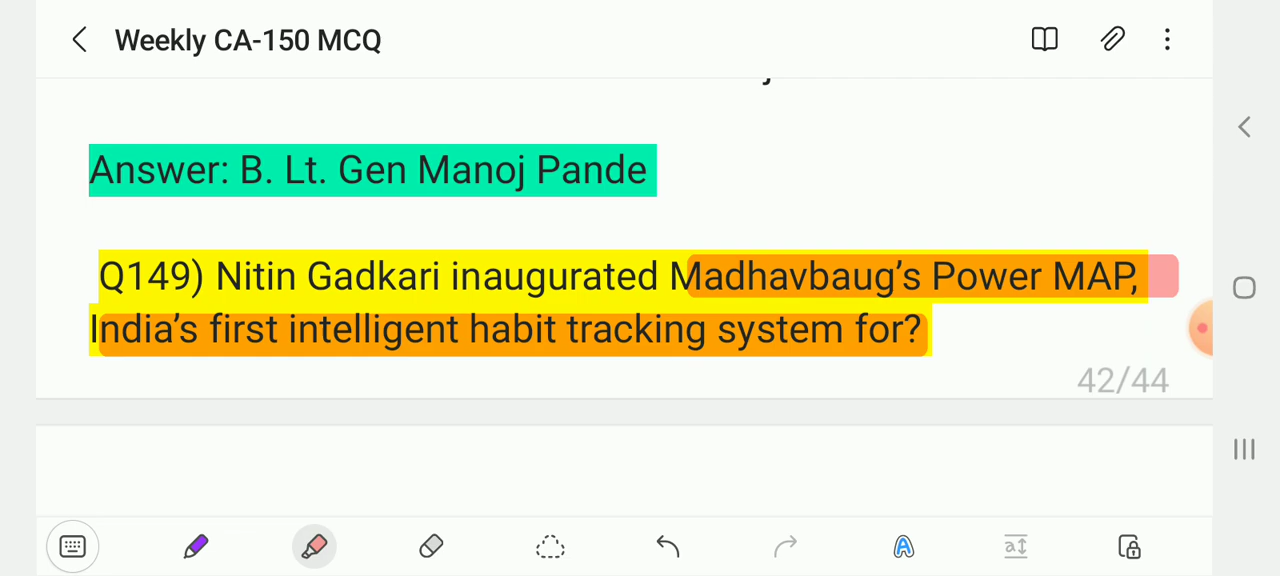 Weekly CA-150 MCQ
Answer: B. Lt. Gen Manoj Pande
Q149) Nitin Gadkari inaugurated Madhavbaug’s Power MAP,
India’s first intelligent habit tracking system for?
42/44